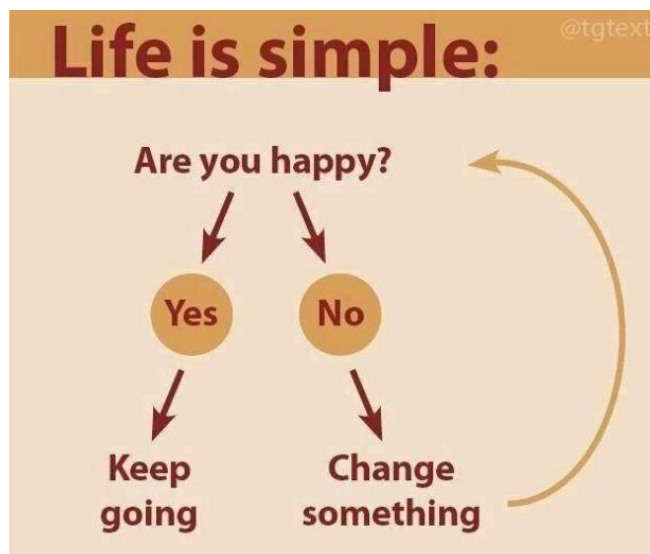 @tgtext
Life is simple:
Are you happy?
Yes
No
Keep
going
Change
something